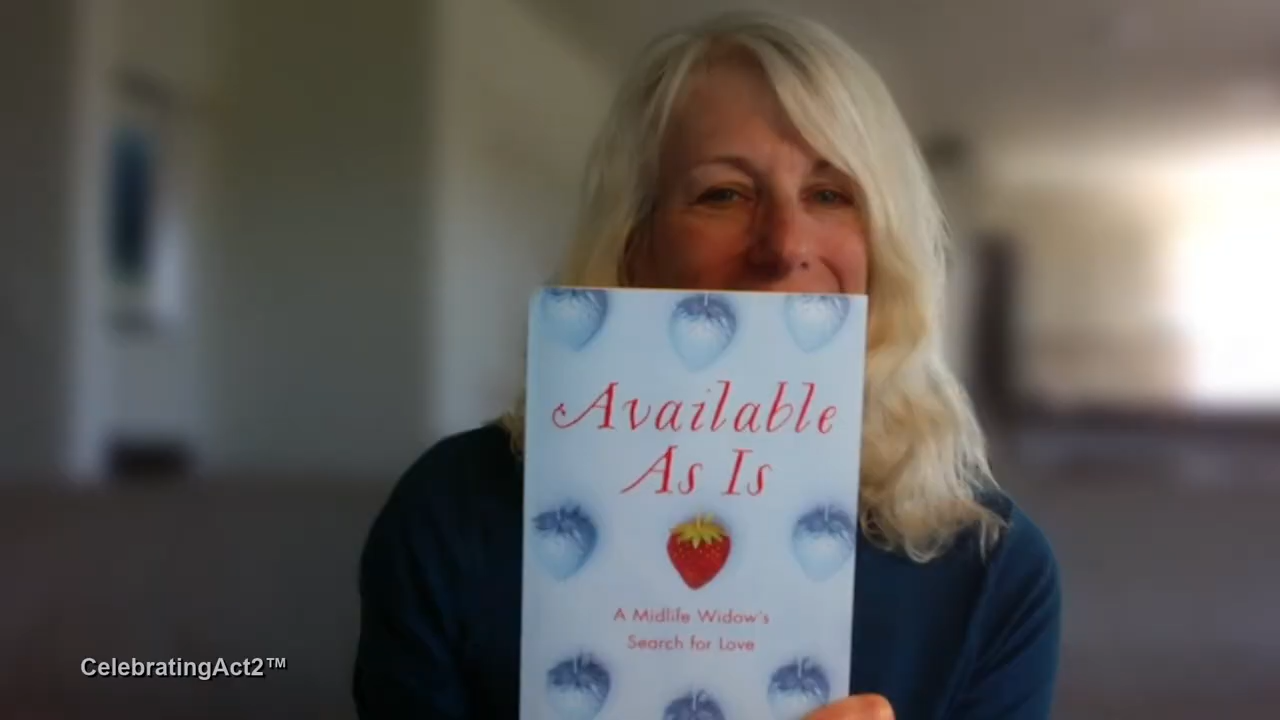 Available
As Is
A Midlife Widow's
Search for Love
CelebratingAct2™